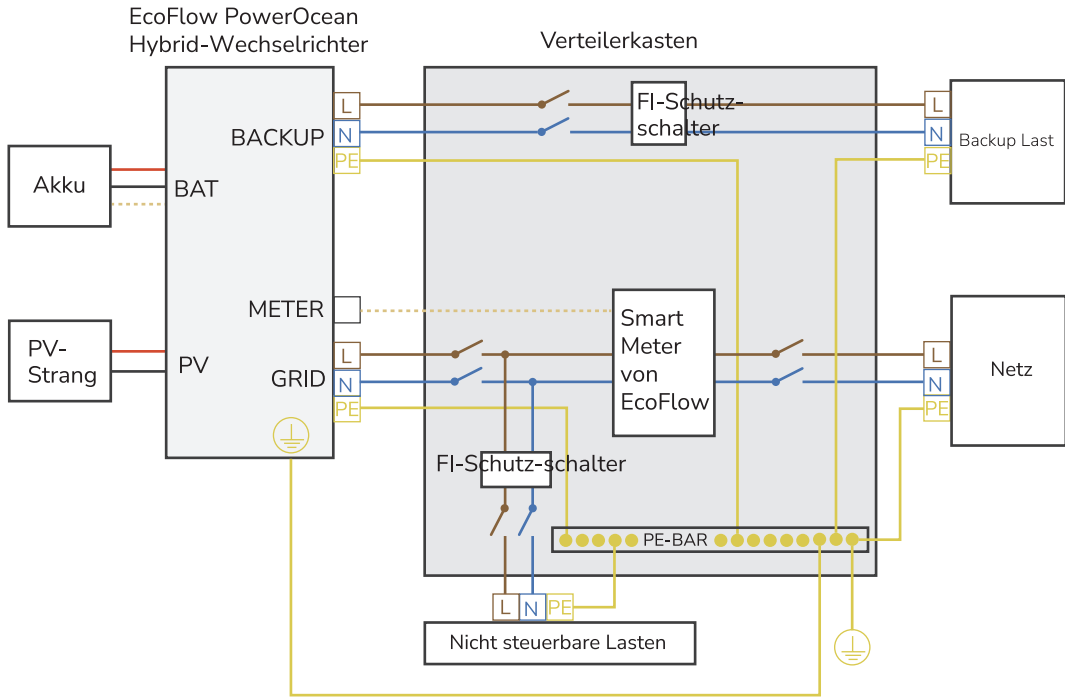 EcoFlow PowerOcean
Hybrid-Wechselrichter
Verteilerkasten
L
FI-Schutz-
schalter
L
BACKUP
N
N
Backup Last
PE
PE
Akku
BAT
METER
Smart
Meter
von
EcoFlow
PV-
Strang
PV
L
GRID
N
PE
L
N
PE
Netz
FI-Schutz-schalter
PE-BAR
L
N
PE
Nicht steuerbare Lasten